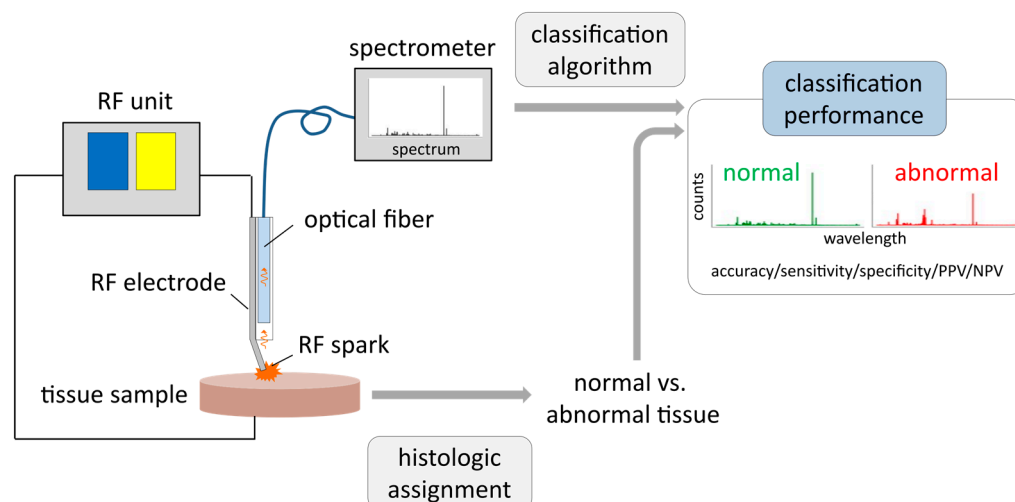 classification
algorithm
spectrometer
classification
performance
RF unit
spectrum
normal
abnormal
counts
optical fiber
wavelength
accuracy/sensitivity/specificity/PPV/NPV
RF electrode
RF spark
tissue sample
normal vs.
abnormal tissue
histologic
assignment